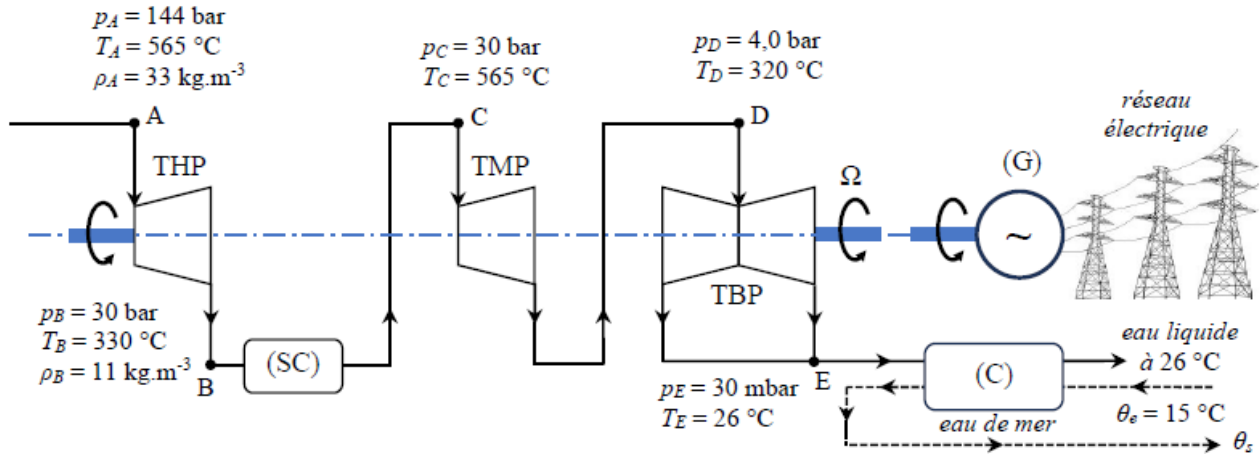 p_A = 144 bar
T_A = 565 °C
ρ_A = 33 kg.m⁻³
p_C = 30 bar
T_C = 565 °C
p_D = 4,0 bar
T_D = 320 °C
réseau
électrique
A
C
D
THP
TMP
(G)
Ω
~
TBP
p_B = 30 bar
T_B = 330 °C
ρ_B = 11 kg.m⁻³
(SC)
B
E
p_E = 30 mbar
T_E = 26 °C
(C)
eau liquide
à 26 °C
θ_e = 15 °C
eau de mer
θ_s